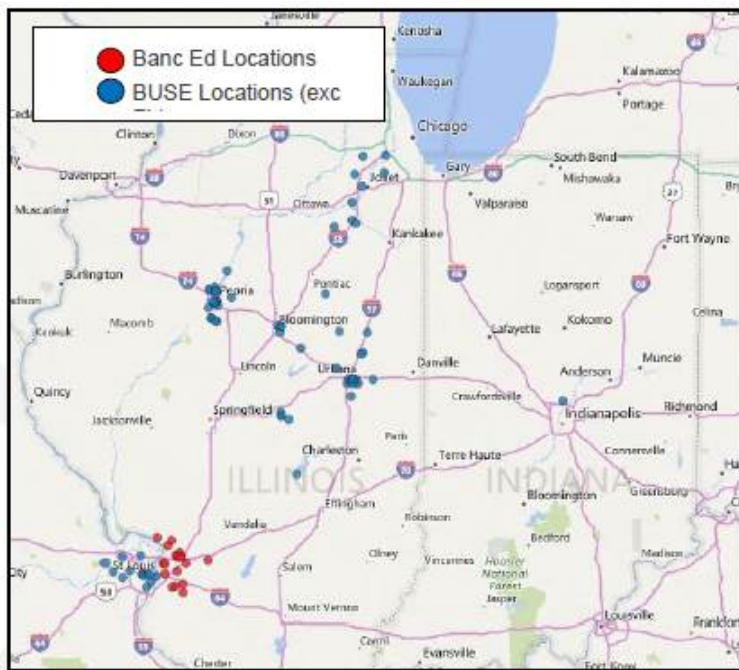 Banc Ed Locations
BUSE Locations (exc
Kenosha
Waukegan
Kalamazoo
Portage
Clinton
Dixon
Chicago
Davenport
Joliet
Gary
South Bend
Mishawaka
Muscatine
Ottawa
Valparaiso
Warsaw
Kankakee
Fort Wayne
Burlington
Peoria
Pontiac
Logansport
Celina
Keokuk
Macomb
Bloomington
Lafayette
Kokomo
Lincoln
Urbana
Danville
Muncie
Anderson
Quincy
Crawfordsville
Springfield
Indianapolis
Richmond
Jacksonville
Paris
Connersville
Charleston
Terre Haute
ILLINOIS
INDIANA
Greensburg
Effingham
Vandalia
Robinson
Bloomington
Bedford
Olney
Vincennes
Madison
St Louis
Salem
Hoosier
National
Forest
Jasper
City
Mount Vernon
Louisville
Frankfort
Carmi
Chester
Evansville
Fort Knox